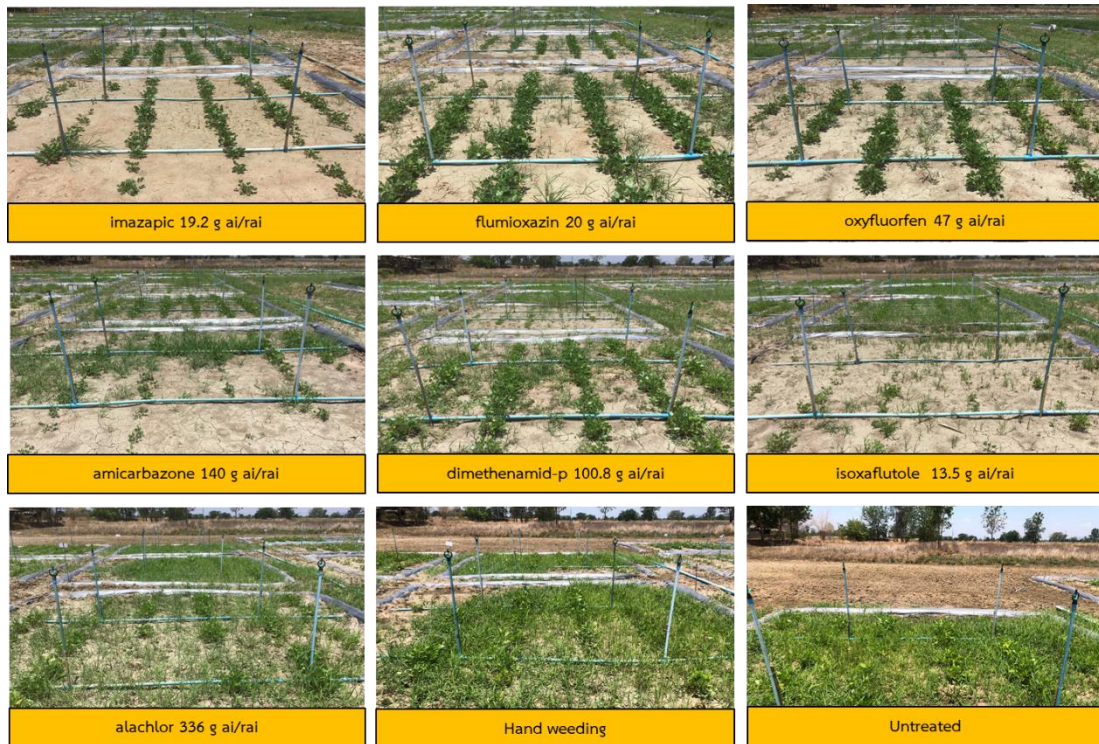 imazapic 19.2 g ai/rai
flumioxazin 20 g ai/rai
oxyfluorfen 47 g ai/rai
amicarbazone 140 g ai/rai
dimethenamid-p 100.8 g ai/rai
isoxaflutole 13.5 g ai/rai
alachlor 336 g ai/rai
Hand weeding
Untreated